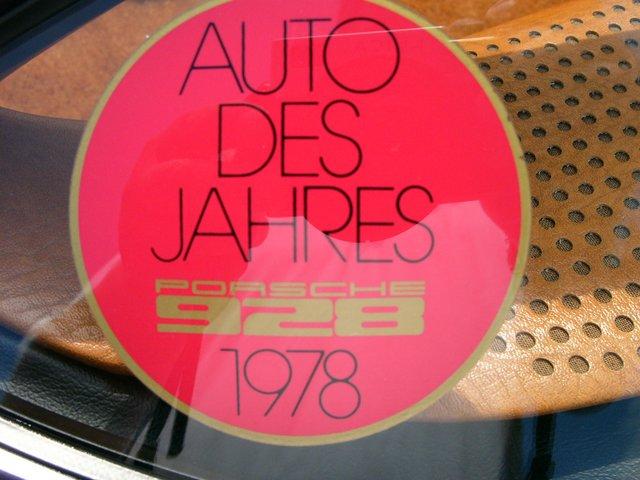 AUTO
DES
JAHRES
PORSCHE
928
1978